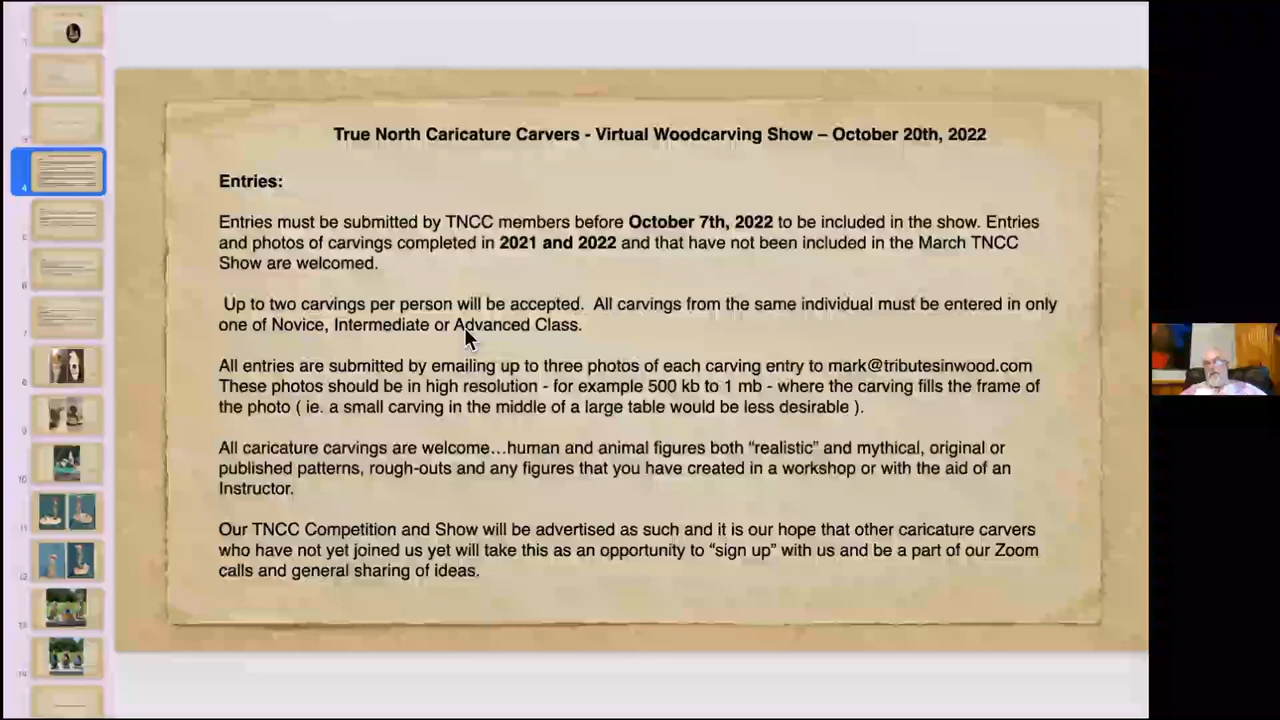 True North Caricature Carvers - Virtual Woodcarving Show – October 20th, 2022
Entries:
Entries must be submitted by TNCC members before October 7th, 2022 to be included in the show. Entries
and photos of carvings completed in 2021 and 2022 and that have not been included in the March TNCC
Show are welcomed.
Up to two carvings per person will be accepted. All carvings from the same individual must be entered in only
one of Novice, Intermediate or Advanced Class.
All entries are submitted by emailing up to three photos of each carving entry to mark@tributesinwood.com
These photos should be in high resolution - for example 500 kb to 1 mb - where the carving fills the frame of
the photo ( ie. a small carving in the middle of a large table would be less desirable ).
All caricature carvings are welcome…human and animal figures both “realistic” and mythical, original or
published patterns, rough-outs and any figures that you have created in a workshop or with the aid of an
Instructor.
Our TNCC Competition and Show will be advertised as such and it is our hope that other caricature carvers
who have not yet joined us yet will take this as an opportunity to “sign up” with us and be a part of our Zoom
calls and general sharing of ideas.
4